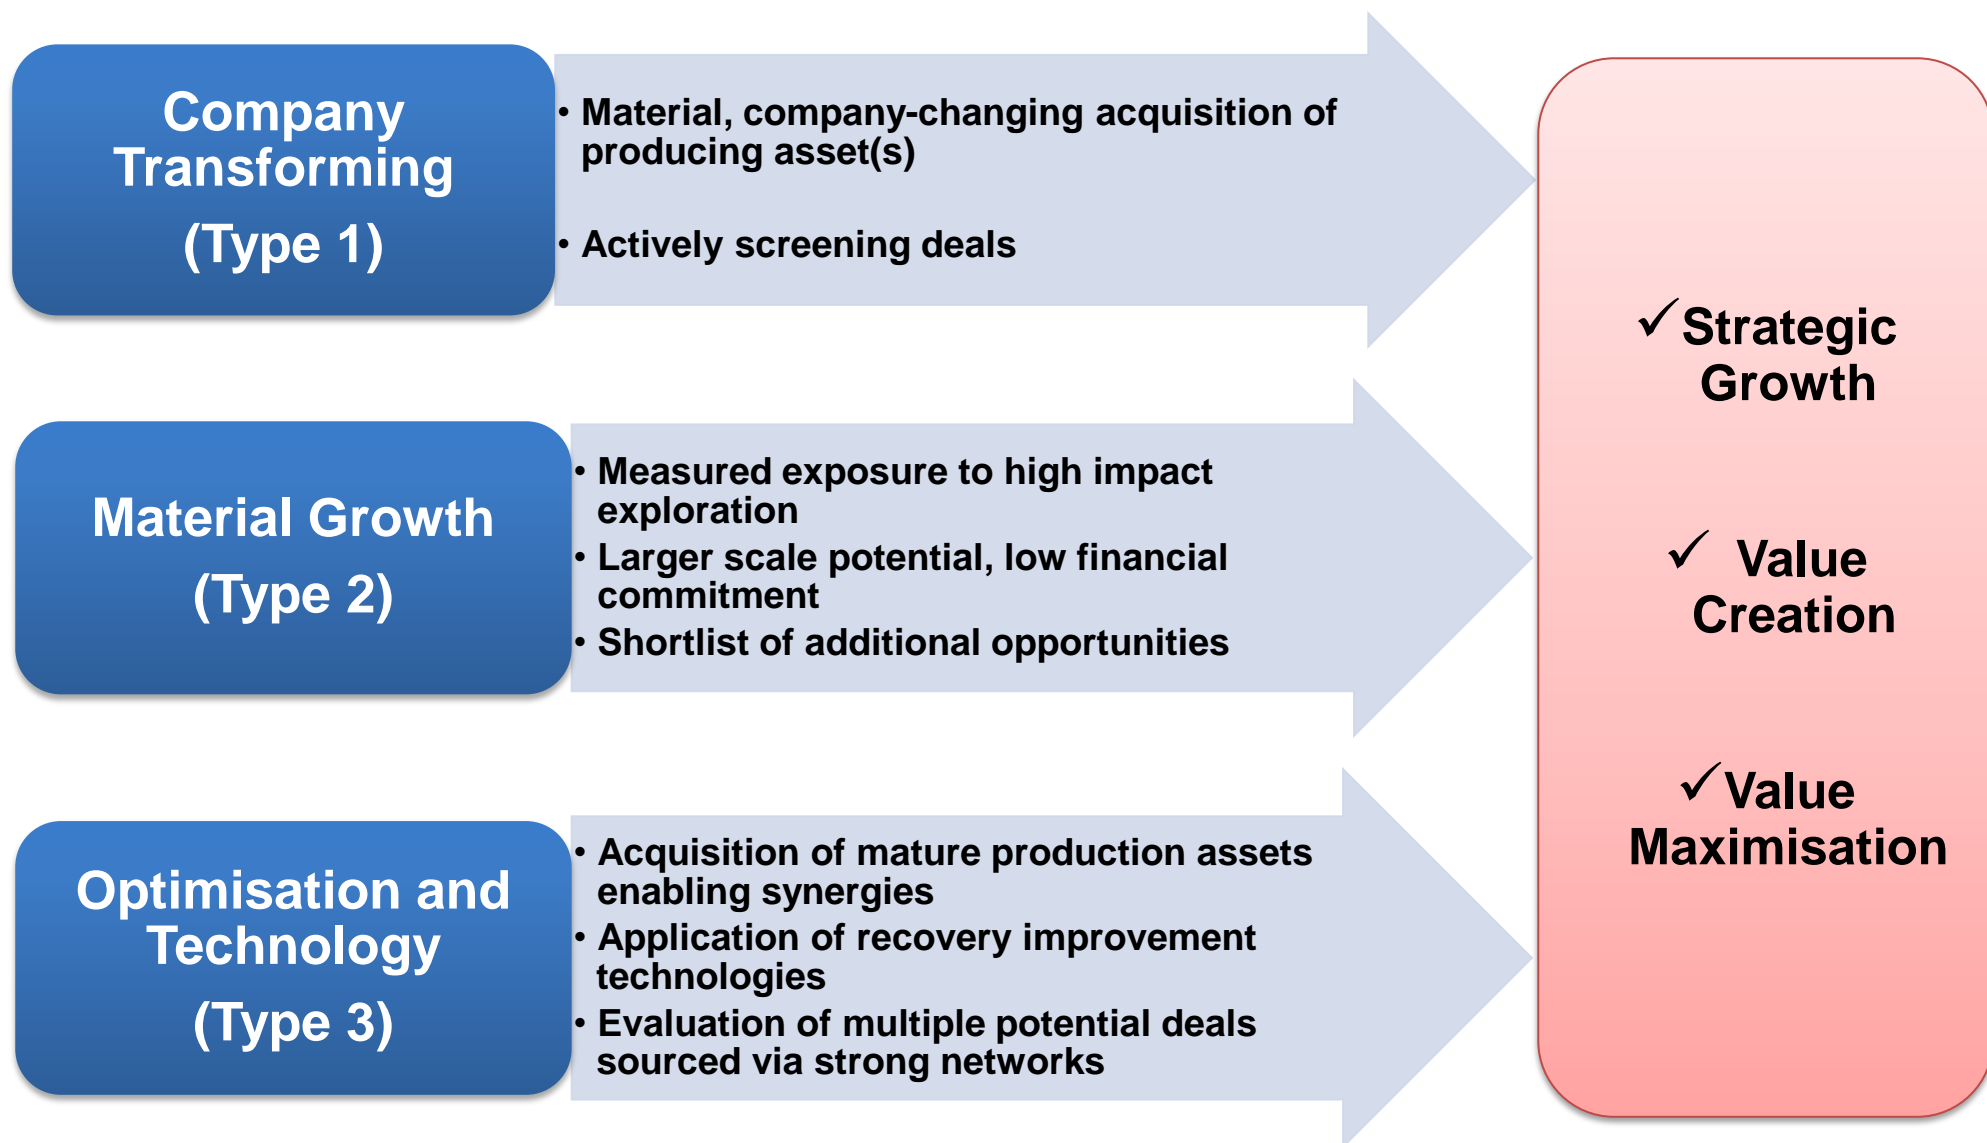 Company
Transforming
(Type 1)
• Material, company-changing acquisition of
producing asset(s)
• Actively screening deals
Material Growth
(Type 2)
• Measured exposure to high impact
exploration
• Larger scale potential, low financial
commitment
• Shortlist of additional opportunities
Optimisation and
Technology
(Type 3)
• Acquisition of mature production assets
enabling synergies
• Application of recovery improvement
technologies
• Evaluation of multiple potential deals
sourced via strong networks
✓Strategic
Growth
✓ Value
Creation
✓Value
Maximisation